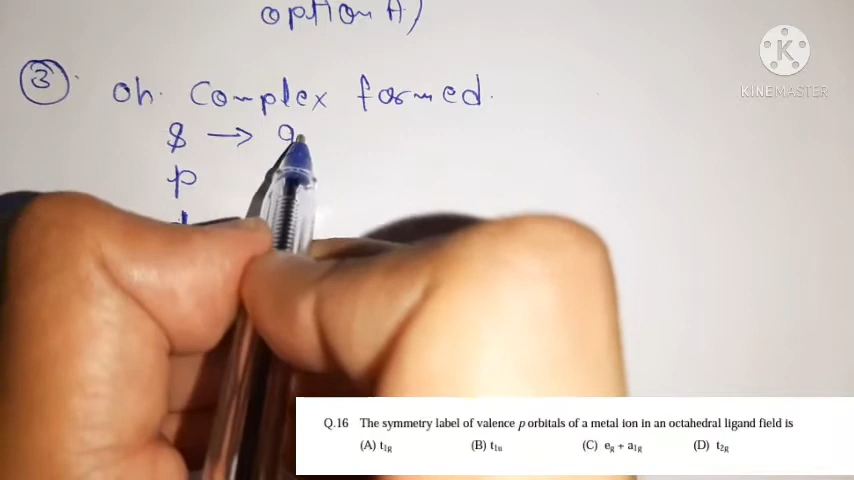 option A)
3
Oh. Complex formed.
s → a
p
d
K
KINEMASTER
Q.16 The symmetry label of valence p orbitals of a metal ion in an octahedral ligand field is
(A) t1g (B) t1u (C) eg + a1g (D) t2g